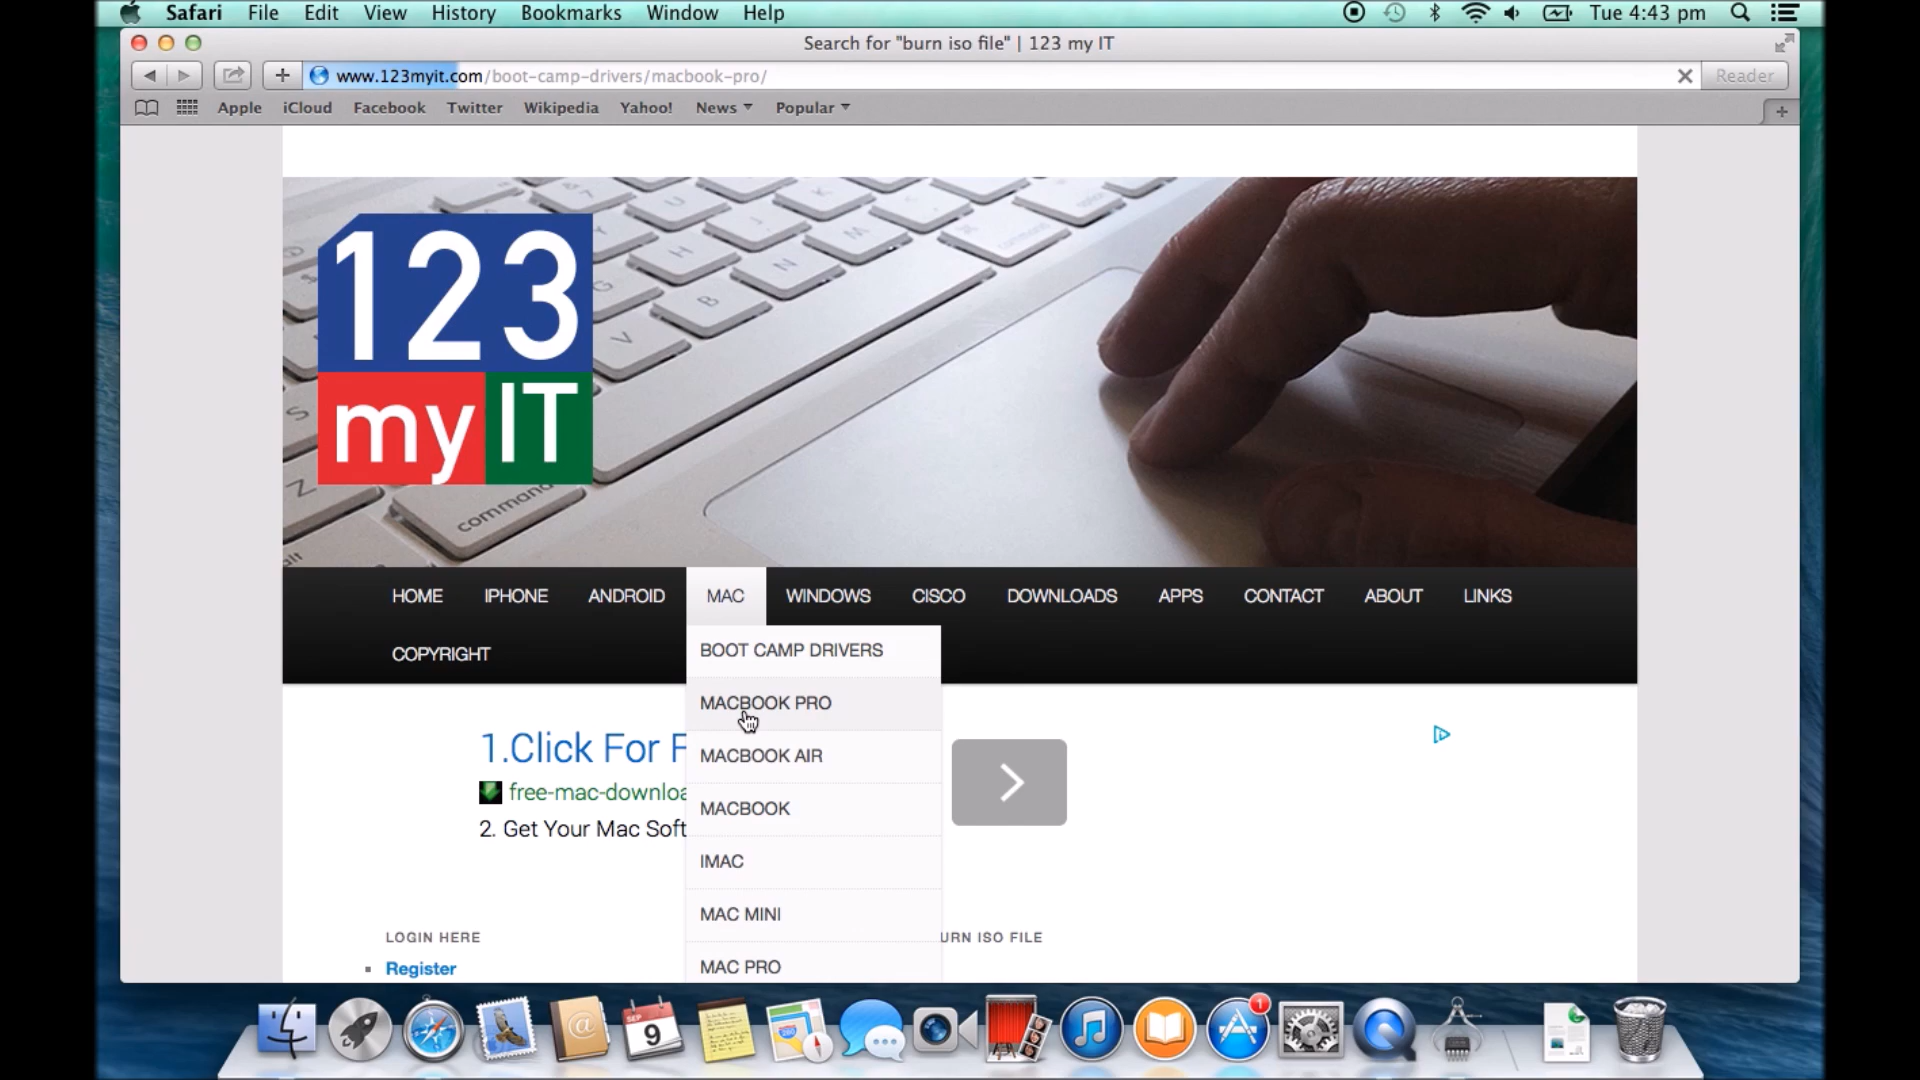 Safari File Edit View History Bookmarks Window Help Tue 4:43 pm
Search for "burn iso file" | 123 my IT
www.123myit.com/boot-camp-drivers/macbook-pro/ Reader
Apple iCloud Facebook Twitter Wikipedia Yahoo! News Popular
123
my IT
command
HOME IPHONE ANDROID MAC WINDOWS CISCO DOWNLOADS APPS CONTACT ABOUT LINKS
COPYRIGHT
BOOT CAMP DRIVERS
MACBOOK PRO
MACBOOK AIR
MACBOOK
IMAC
MAC MINI
MAC PRO
1.Click For F
free-mac-downloa
2. Get Your Mac Soft
LOGIN HERE
URN ISO FILE
Register
SEP
9
1